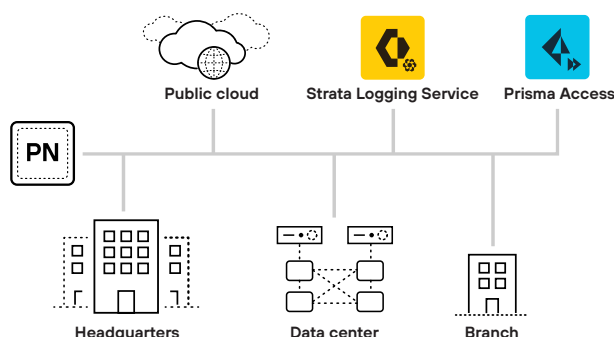 Public cloud
Strata Logging Service
Prisma Access
PN
Headquarters
Data center
Branch